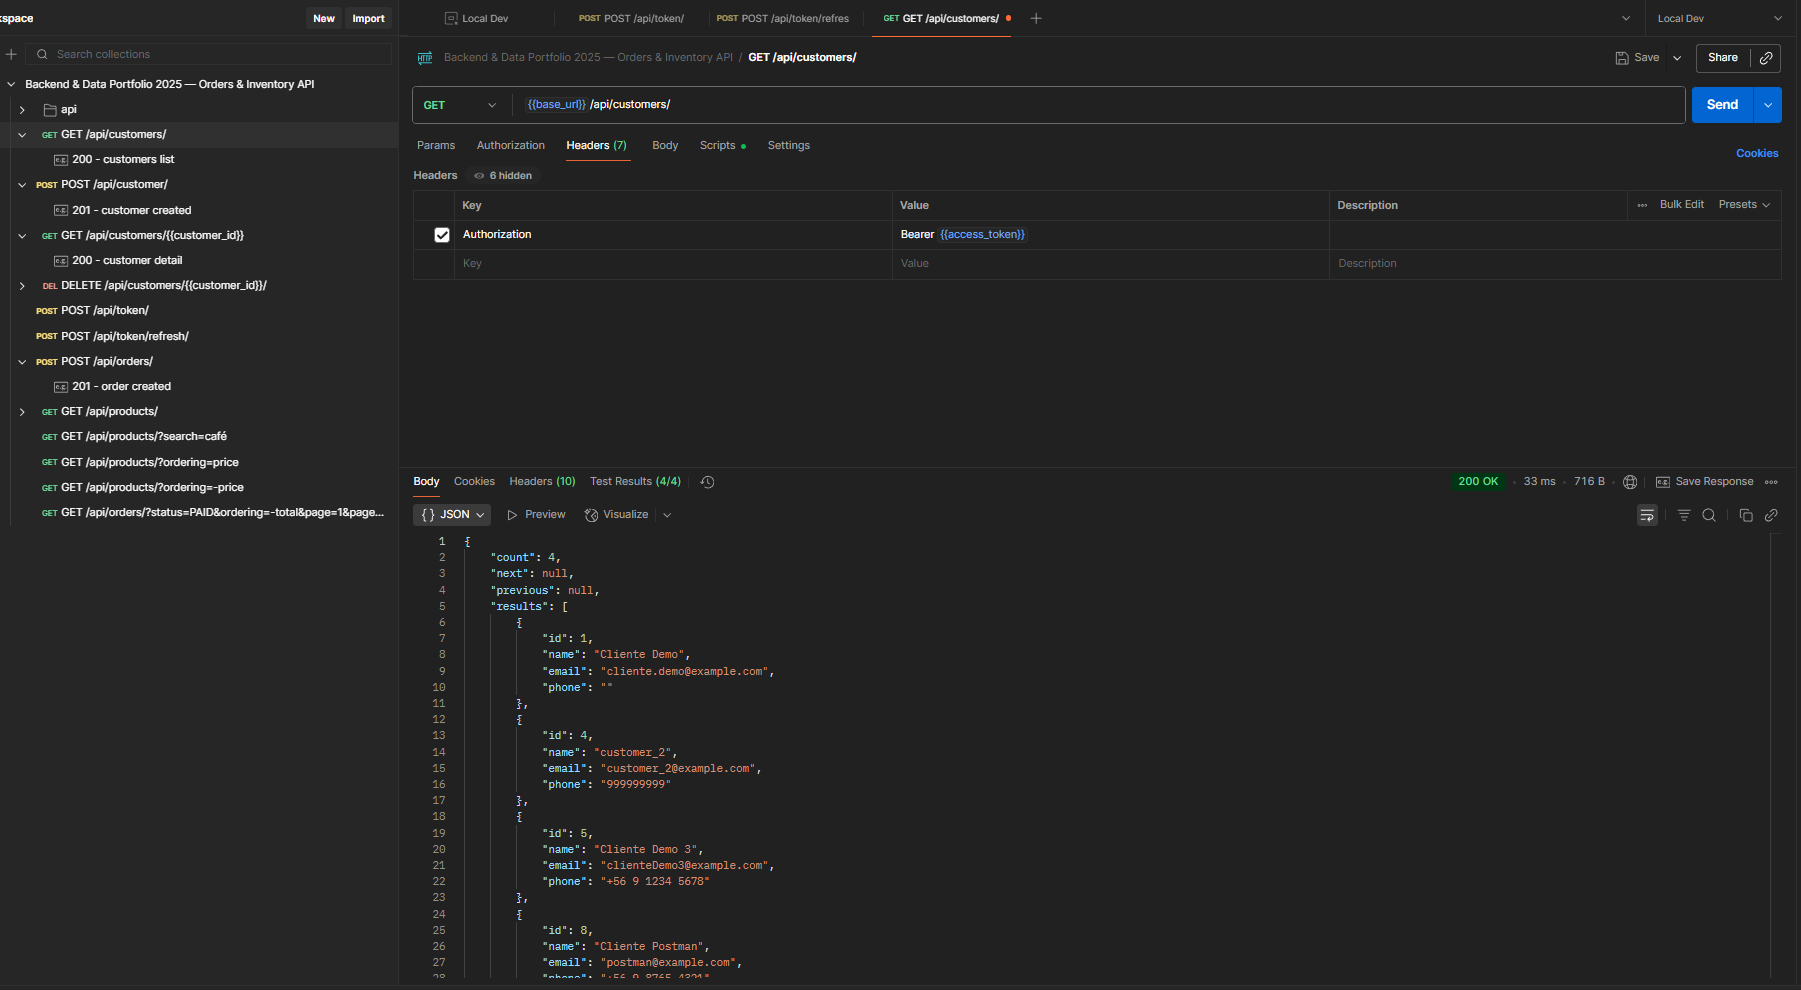 kspace
New
Import
Search collections
Backend & Data Portfolio 2025 — Orders & Inventory API
api
GET GET /api/customers/
e.g. 200 - customers list
POST POST /api/customer/
e.g. 201 - customer created
GET GET /api/customers/{{customer_id}}
e.g. 200 - customer detail
DEL DELETE /api/customers/{{customer_id}}/
POST POST /api/token/
POST POST /api/token/refresh/
POST POST /api/orders/
e.g. 201 - order created
GET GET /api/products/
GET GET /api/products/?search=café
GET GET /api/products/?ordering=price
GET GET /api/products/?ordering=-price
GET GET /api/orders/?status=PAID&ordering=-total&page=1&page...
Local Dev
POST POST /api/token/
POST POST /api/token/refres
GET GET /api/customers/
Local Dev
HTTP Backend & Data Portfolio 2025 — Orders & Inventory API / GET /api/customers/
Save
Share
GET
{{base_url}} /api/customers/
Send
Params
Authorization
Headers (7)
Body
Scripts
Settings
Cookies
Headers
6 hidden
Key
Value
Description
Bulk Edit
Presets
Authorization
Bearer {{access_token}}
Key
Value
Description
Body
Cookies
Headers (10)
Test Results (4/4)
200 OK
33 ms
716 B
e.g. Save Response
{} JSON
Preview
Visualize
1 {
2 "count": 4,
3 "next": null,
4 "previous": null,
5 "results": [
6 {
7 "id": 1,
8 "name": "Cliente Demo",
9 "email": "cliente.demo@example.com",
10 "phone": ""
11 },
12 {
13 "id": 4,
14 "name": "customer_2",
15 "email": "customer_2@example.com",
16 "phone": "999999999"
17 },
18 {
19 "id": 5,
20 "name": "Cliente Demo 3",
21 "email": "clienteDemo3@example.com",
22 "phone": "+56 9 1234 5678"
23 },
24 {
25 "id": 8,
26 "name": "Cliente Postman",
27 "email": "postman@example.com",
28 "phone": "+56 9 8765 4321"